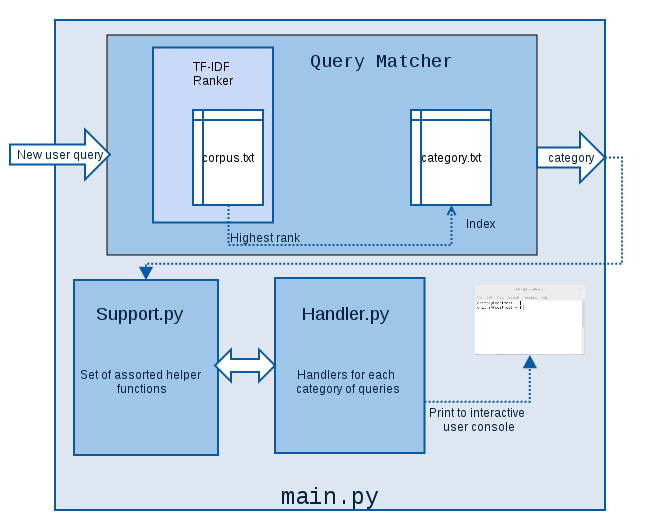 TF-IDF
Ranker
Query Matcher
New user query
corpus.txt
category.txt
category
Highest rank
Index
Support.py
Handler.py
Set of assorted helper
functions
Handlers for each
category of queries
Print to interactive
user console
main.py